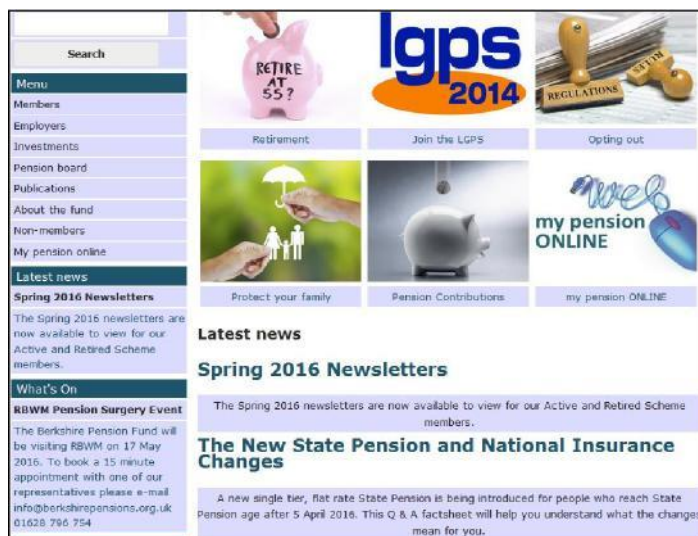 Search
Menu
Members
Employers
Investments
Pension board
Publications
About the fund
Non-members
My pension online
Latest news
Spring 2016 Newsletters
The Spring 2016 newsletters are
now available to view for our
Active and Retired Scheme
members.
What's On
RBWM Pension Surgery Event
The Berkshire Pension Fund will
be visiting RBWM on 17 May
2016. To book a 15 minute
appointment with one of our
representatives please e-mail
info@berkshirepensions.org.uk
01628 796 754
RETIRE
AT
55?
lgps
2014
REGULATIONS
RULES
Retirement
Join the LGPS
Opting out
web
my pension
ONLINE
Protect your family
Pension Contributions
my pension ONLINE
Latest news
Spring 2016 Newsletters
The Spring 2016 newsletters are now available to view for our Active and Retired Scheme
members.
The New State Pension and National Insurance
Changes
A new single tier, flat rate State Pension is being introduced for people who reach State
Pension age after 5 April 2016. This Q & A factsheet will help you understand what the changes
mean for you.